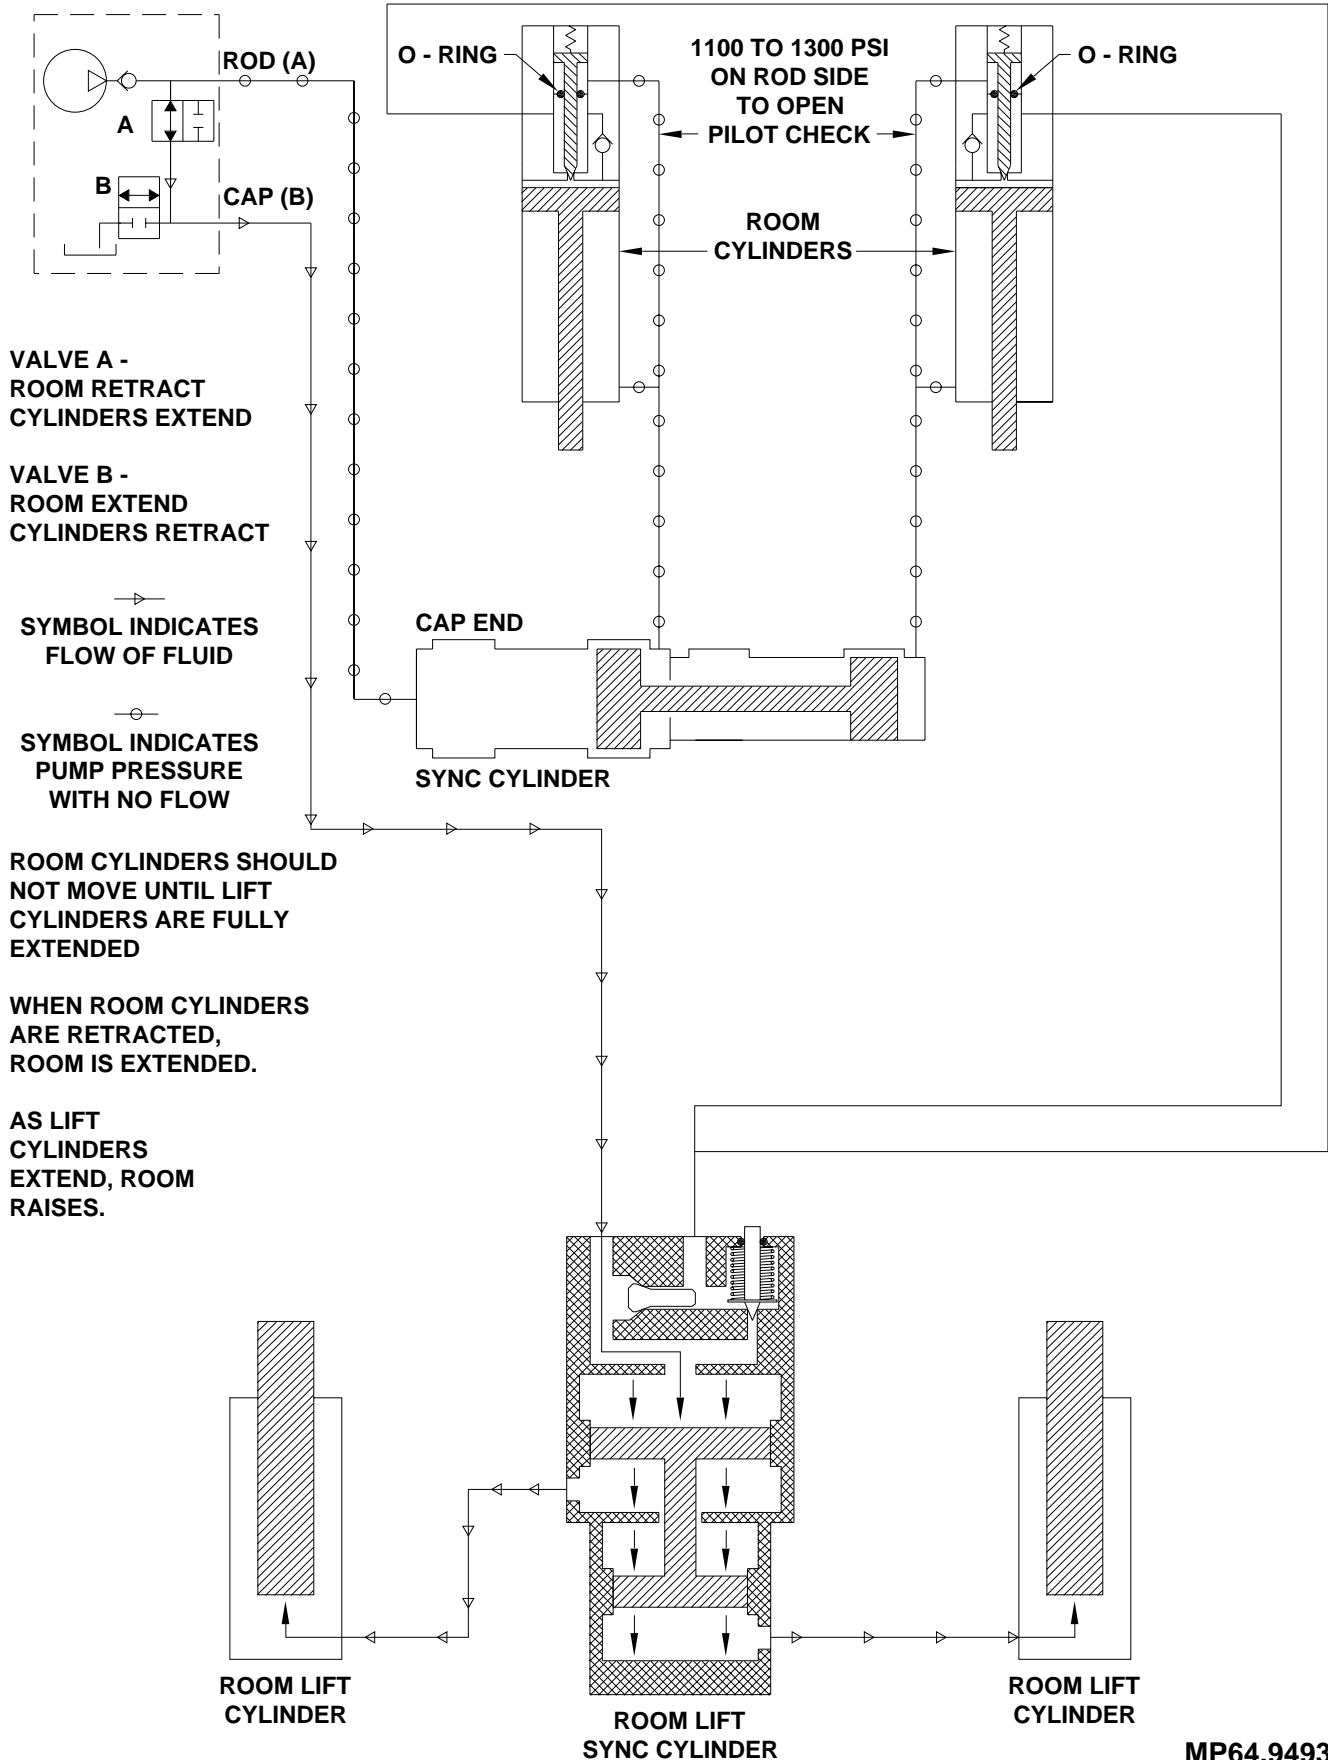 ROD (A)
A
B
CAP (B)
O - RING
1100 TO 1300 PSI
ON ROD SIDE
TO OPEN
PILOT CHECK
O - RING
ROOM
CYLINDERS
VALVE A -
ROOM RETRACT
CYLINDERS EXTEND
VALVE B -
ROOM EXTEND
CYLINDERS RETRACT
SYMBOL INDICATES
FLOW OF FLUID
SYMBOL INDICATES
PUMP PRESSURE
WITH NO FLOW
CAP END
SYNC CYLINDER
ROOM CYLINDERS SHOULD
NOT MOVE UNTIL LIFT
CYLINDERS ARE FULLY
EXTENDED
WHEN ROOM CYLINDERS
ARE RETRACTED,
ROOM IS EXTENDED.
AS LIFT
CYLINDERS
EXTEND, ROOM
RAISES.
ROOM LIFT
CYLINDER
ROOM LIFT
SYNC CYLINDER
ROOM LIFT
CYLINDER
MP64.9493